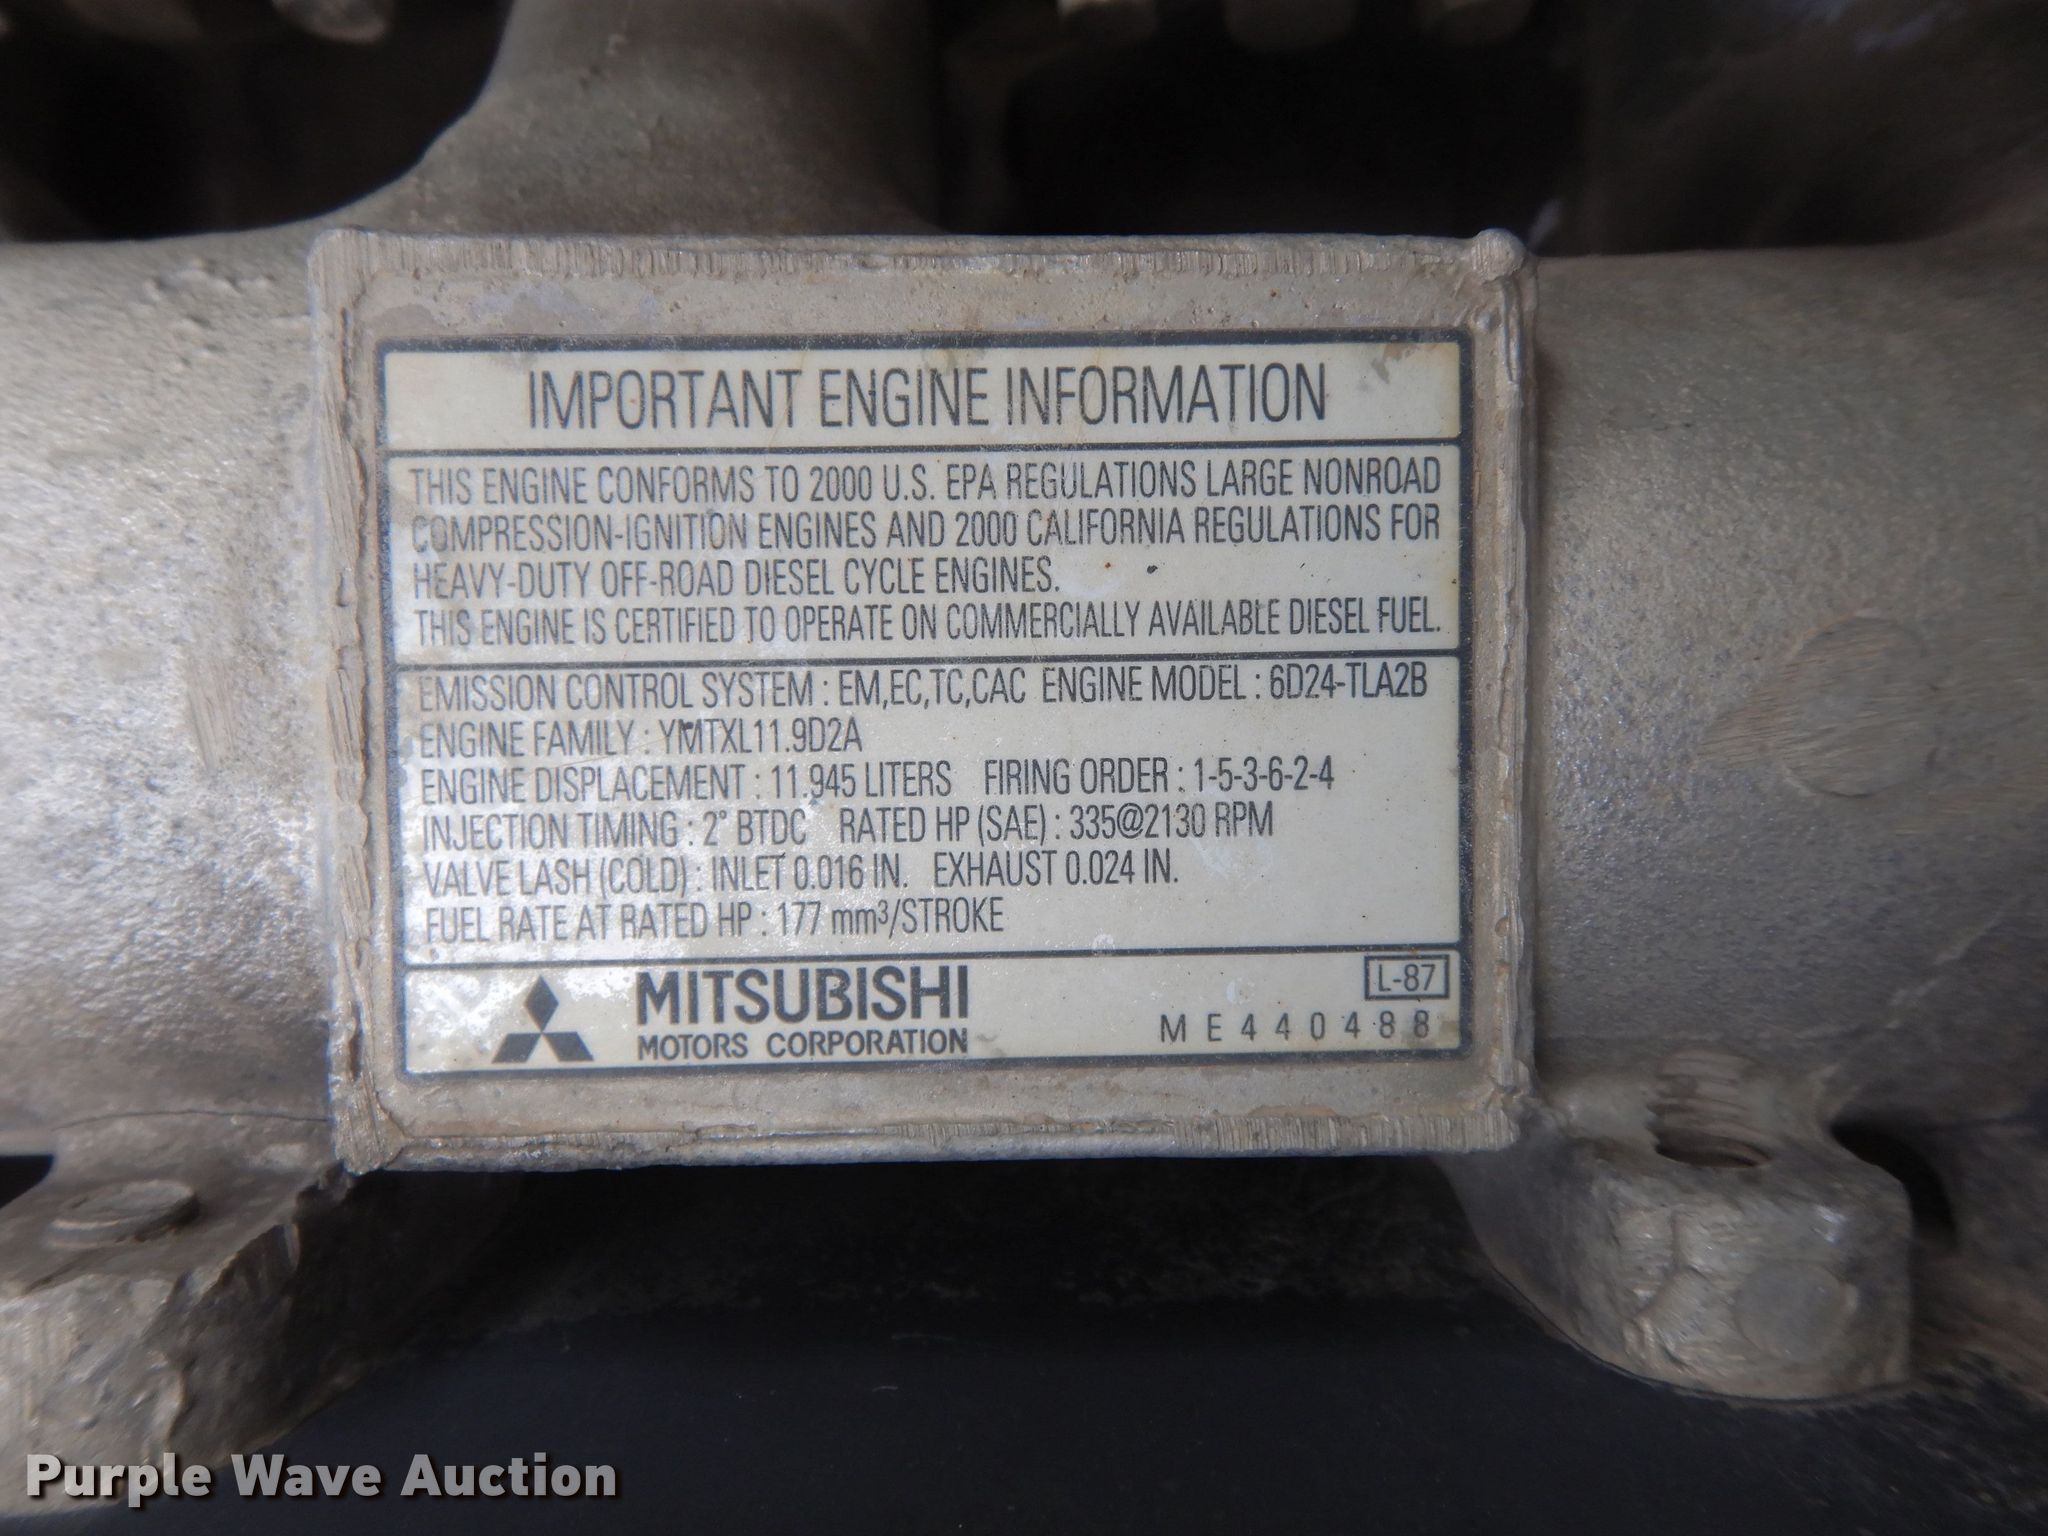 IMPORTANT ENGINE INFORMATION
THIS ENGINE CONFORMS TO 2000 U.S. EPA REGULATIONS LARGE NONROAD
COMPRESSION-IGNITION ENGINES AND 2000 CALIFORNIA REGULATIONS FOR
HEAVY-DUTY OFF-ROAD DIESEL CYCLE ENGINES.
THIS ENGINE IS CERTIFIED TO OPERATE ON COMMERCIALLY AVAILABLE DIESEL FUEL.
EMISSION CONTROL SYSTEM : EM,EC,TC,CAC ENGINE MODEL : 6D24-TLA2B
ENGINE FAMILY : YMTXL11.9D2A
ENGINE DISPLACEMENT : 11.945 LITERS FIRING ORDER : 1-5-3-6-2-4
INJECTION TIMING : 2° BTDC RATED HP (SAE) : 335@2130 RPM
VALVE LASH (COLD) : INLET 0.016 IN. EXHAUST 0.024 IN.
FUEL RATE AT RATED HP : 177 mm³/STROKE
MITSUBISHI
MOTORS CORPORATION
L-87
ME440488
Purple Wave Auction